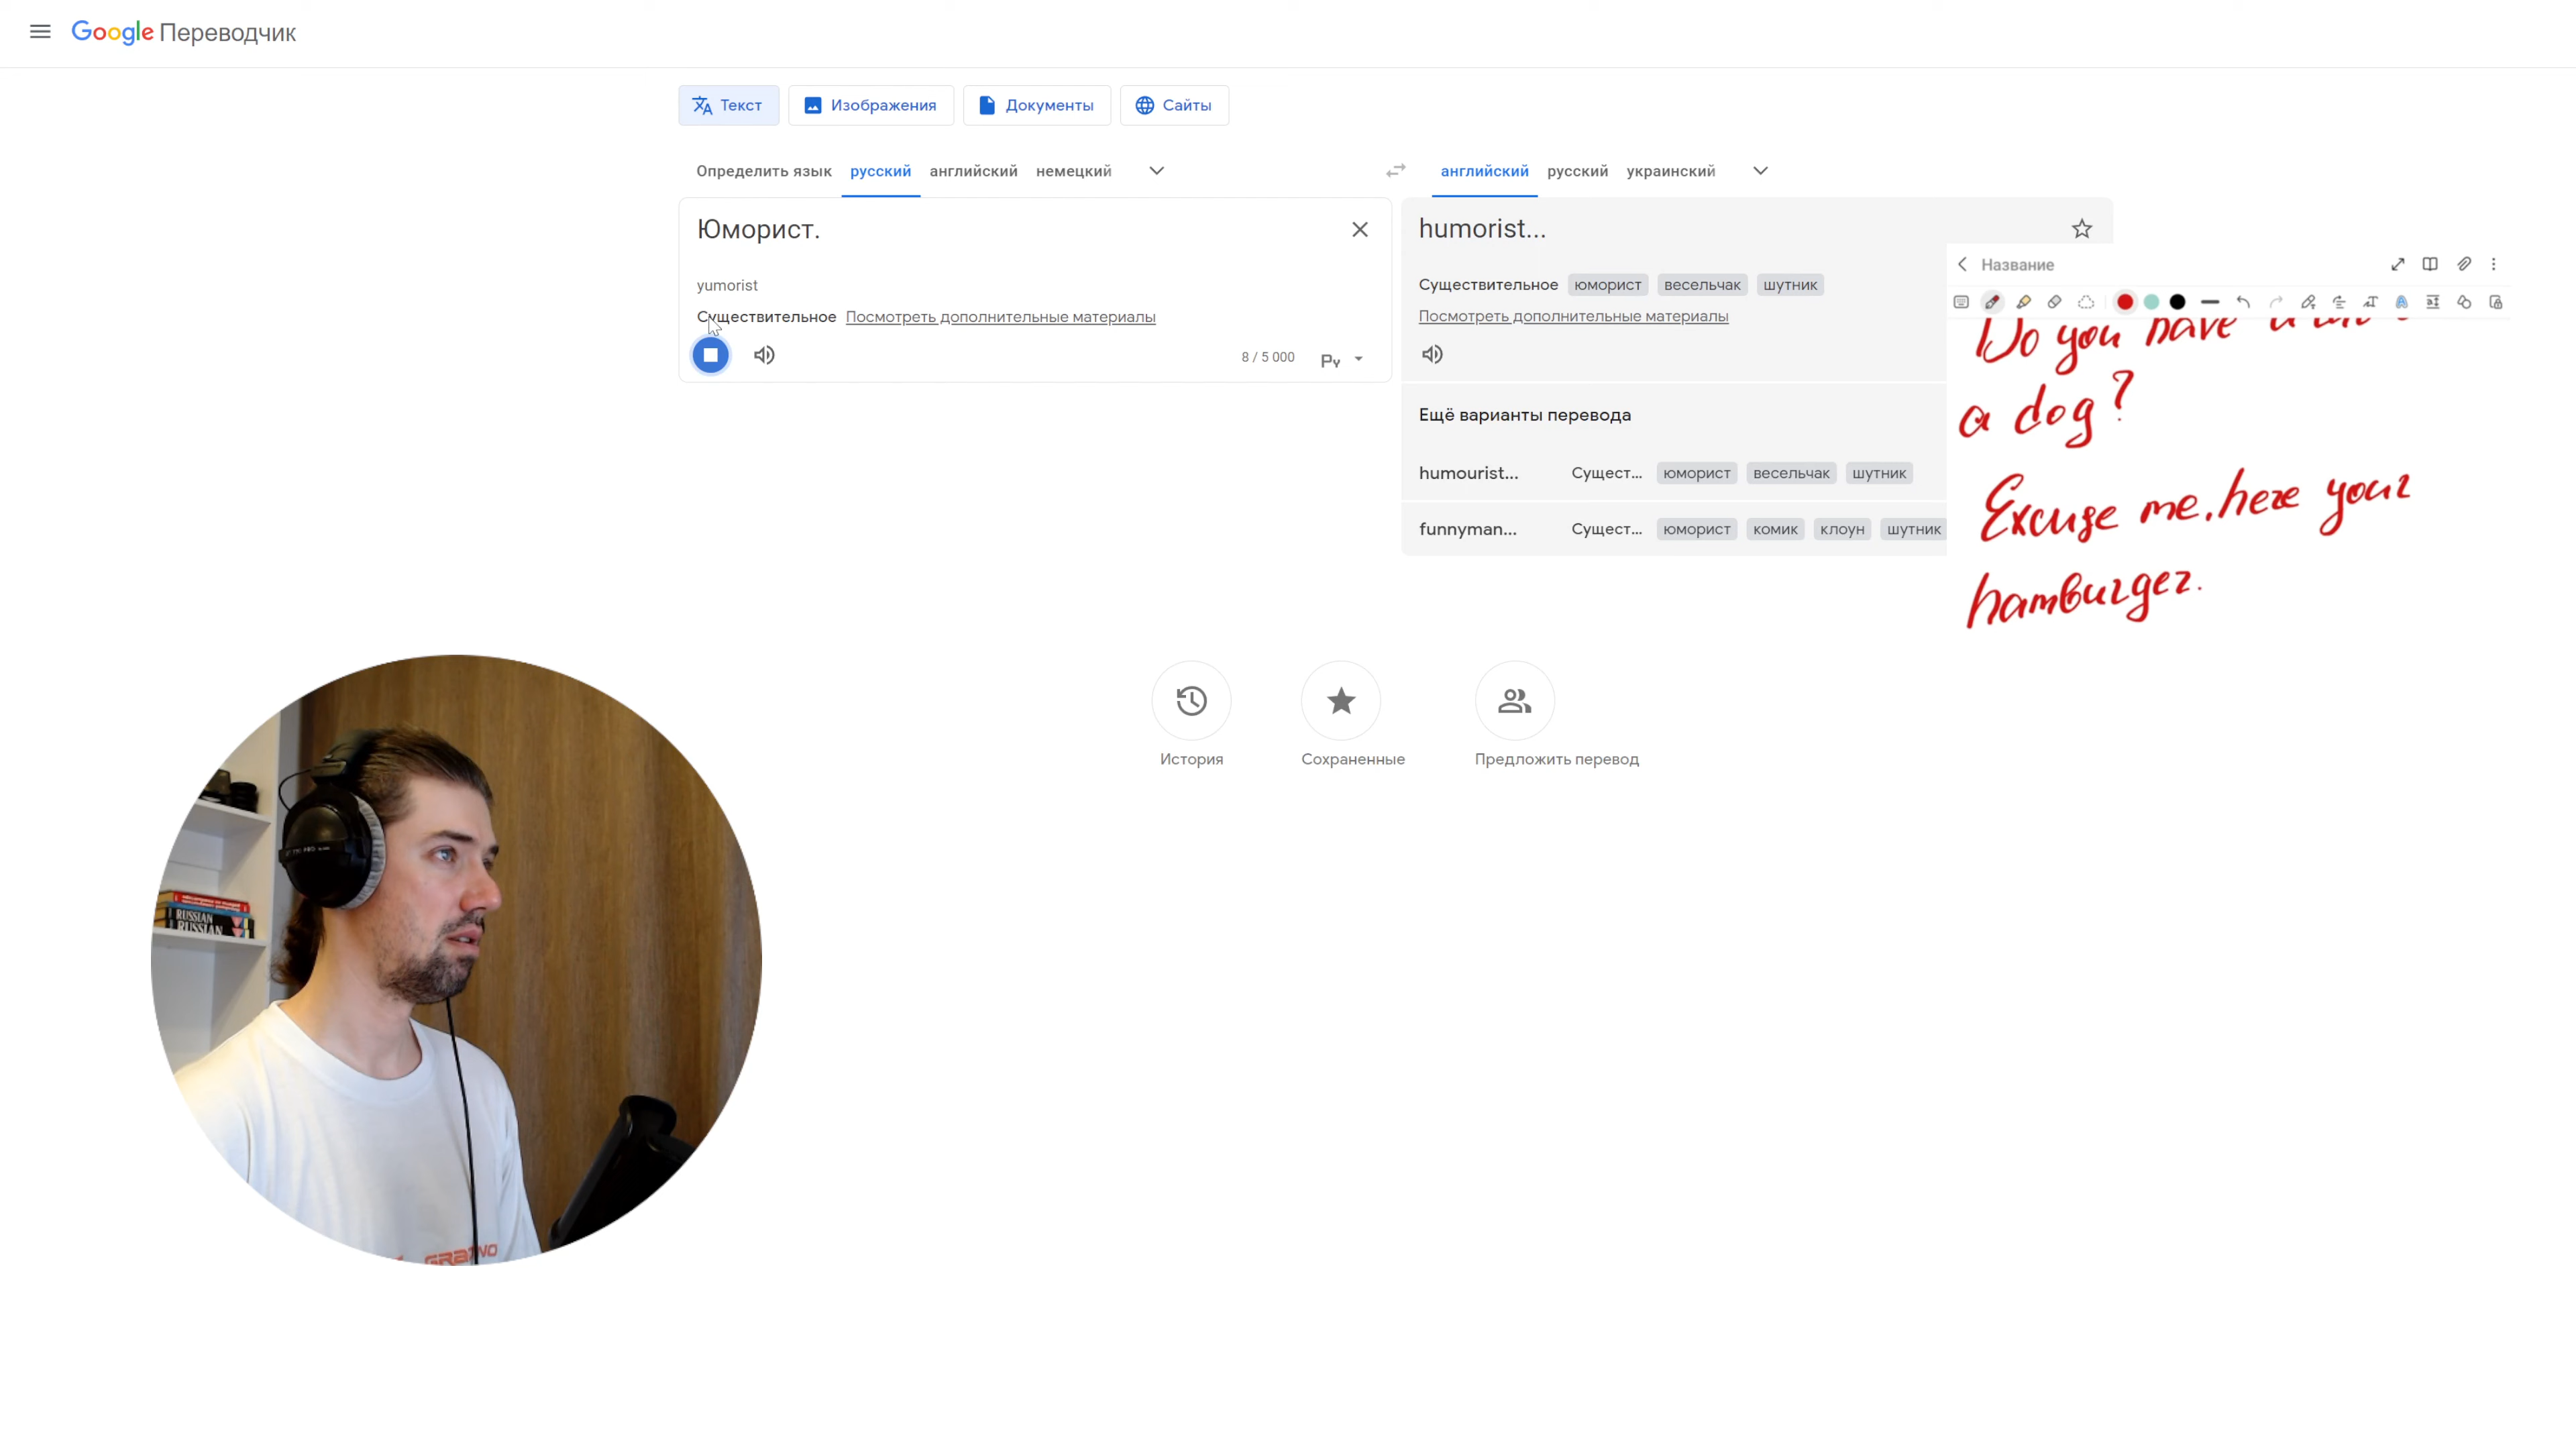 Google Переводчик
Текст Изображения Документы Сайты
Определить язык русский английский немецкий
английский русский украинский
Юморист.
yumorist
Существительное Посмотреть дополнительные материалы
8 / 5 000
Ру
humorist...
Существительное юморист весельчак шутник
Посмотреть дополнительные материалы
Ещё варианты перевода
humourist... Сущест... юморист весельчак шутник
funnyman... Сущест... юморист комик клоун шутник
Название
Do you have
a dog?
Excuse me, here your
hamburger.
История Сохраненные Предложить перевод
RUSSIAN
RUSSIAN